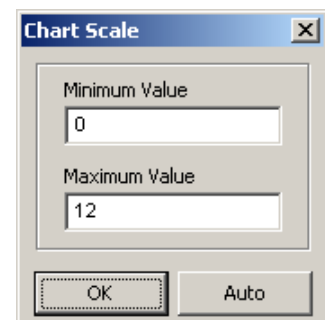 Chart Scale
Minimum Value
0
Maximum Value
12
OK Auto